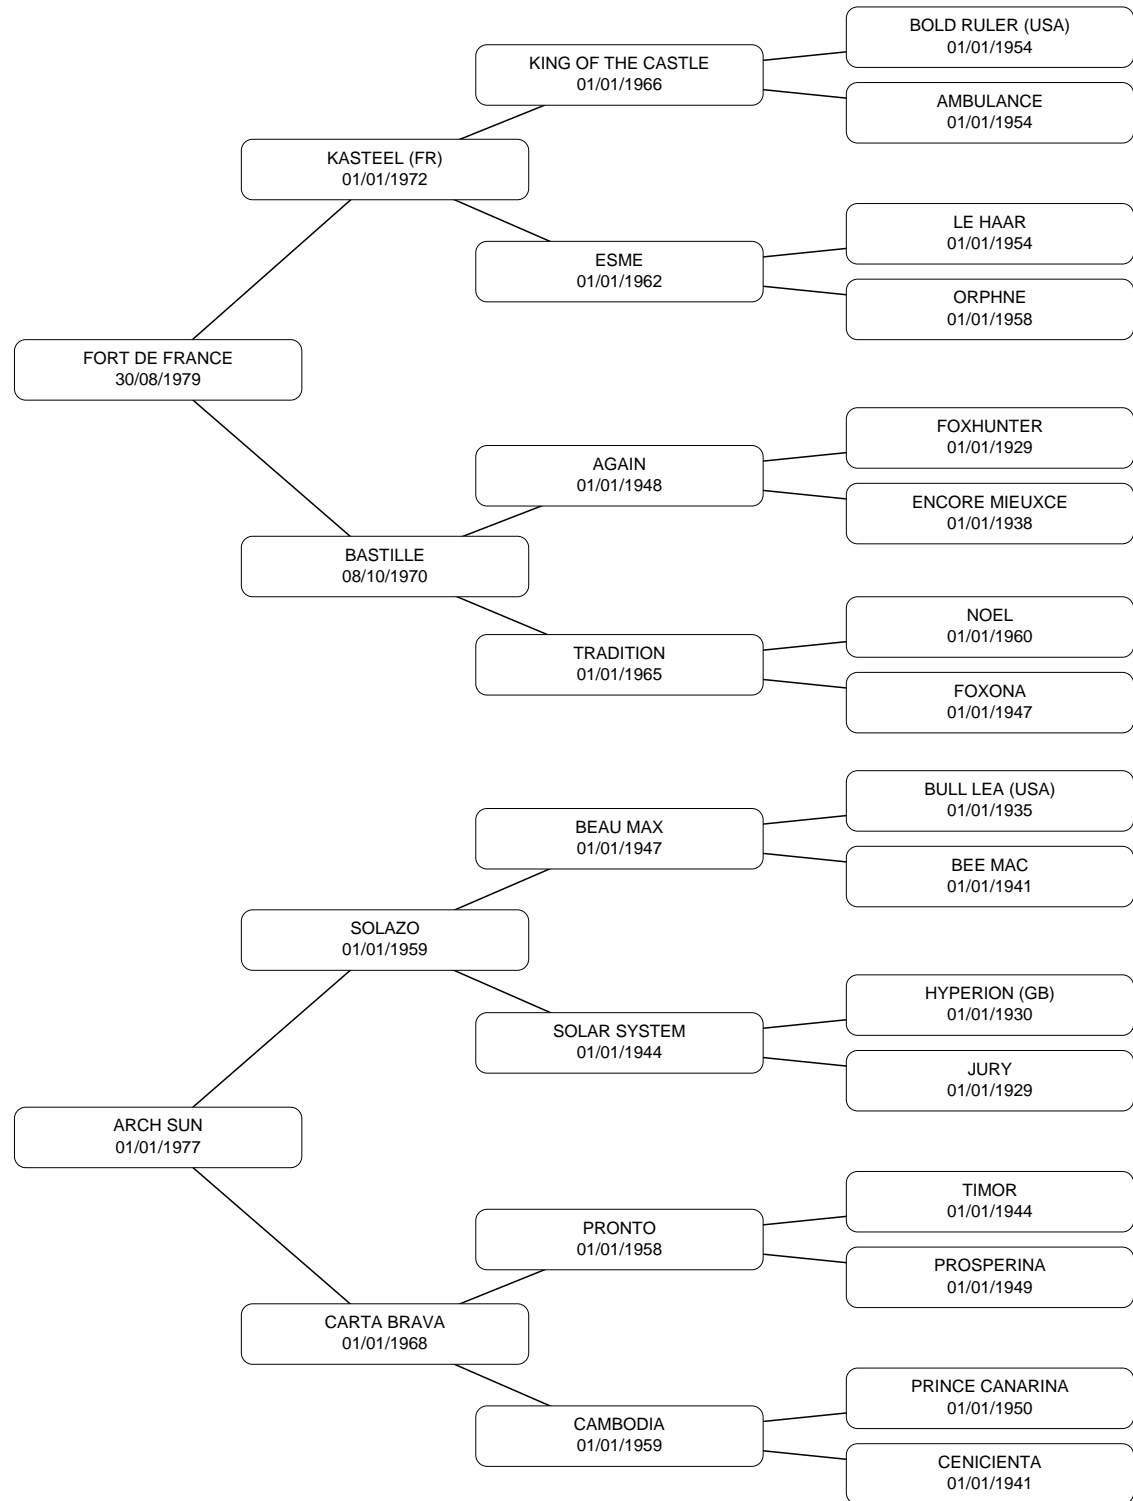 BOLD RULER (USA)
01/01/1954
KING OF THE CASTLE
01/01/1966
AMBULANCE
01/01/1954
KASTEEL (FR)
01/01/1972
LE HAAR
01/01/1954
ESME
01/01/1962
ORPHNE
01/01/1958
FORT DE FRANCE
30/08/1979
FOXHUNTER
01/01/1929
AGAIN
01/01/1948
ENCORE MIEUXCE
01/01/1938
BASTILLE
08/10/1970
NOEL
01/01/1960
TRADITION
01/01/1965
FOXONA
01/01/1947
BULL LEA (USA)
01/01/1935
BEAU MAX
01/01/1947
BEE MAC
01/01/1941
SOLAZO
01/01/1959
HYPERION (GB)
01/01/1930
SOLAR SYSTEM
01/01/1944
JURY
01/01/1929
ARCH SUN
01/01/1977
TIMOR
01/01/1944
PRONTO
01/01/1958
PROSPERINA
01/01/1949
CARTA BRAVA
01/01/1968
PRINCE CANARINA
01/01/1950
CAMBODIA
01/01/1959
CENICIENTA
01/01/1941